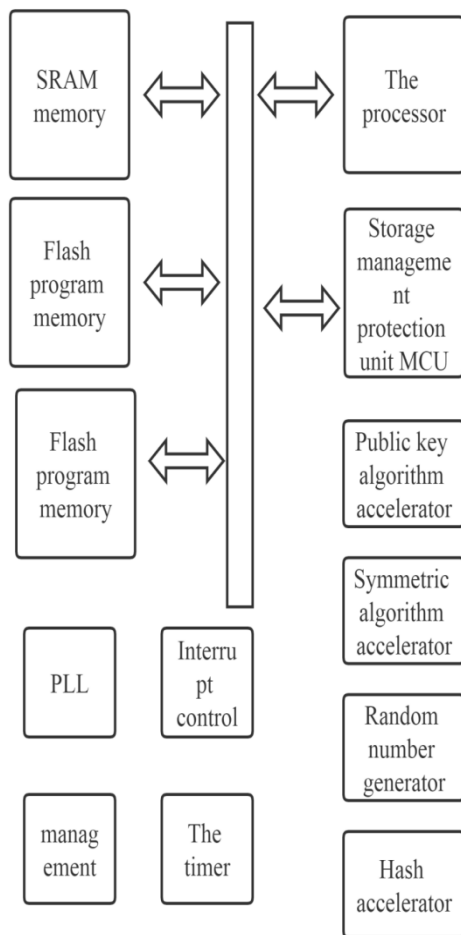 SRAM
memory
The
processor
Flash
program
memory
Storage
manageme
nt
protection
unit MCU
Flash
program
memory
Public key
algorithm
accelerator
Symmetric
algorithm
accelerator
PLL
Interru
pt
control
Random
number
generator
manag
ement
The
timer
Hash
accelerator